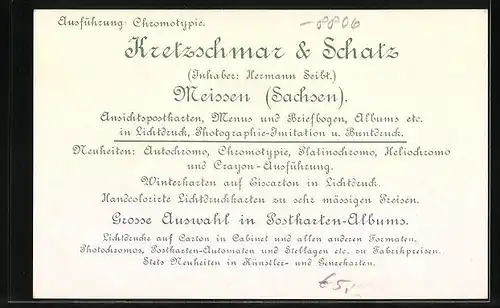 Ausführung: Chromotypie.
-8806
Kretzschmar & Schatz
(Inhaber: Hermann Seibt.)
Meissen (Sachsen).
Ansichtspostkarten, Menus und Briefbogen, Albums etc.
in Lichtdruck, Photographie-Imitation u. Buntdruck.
Neuheiten: Autochromo, Chromotypie, Platinochromo, Heliochromo
und Crayon-Ausführung.
Winterkarten auf Eiscarton in Lichtdruck.
Handcolorirte Lichtdruckkarten zu sehr mässigen Preisen.
Grosse Auswahl in Postkarten-Albums.
Lichtdrucke auf Carton in Cabinet und allen anderen Formaten.
Photochromos, Postkarten-Automaten und Stellagen etc. zu Fabrikpreisen.
Stets Neuheiten in Künstler- und Genrekarten.
€5,-